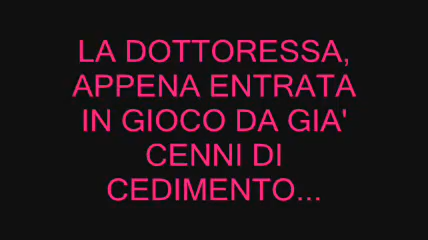 LA DOTTORESSA,
APPENA ENTRATA
IN GIOCO DA GIA'
CENNI DI
CEDIMENTO...